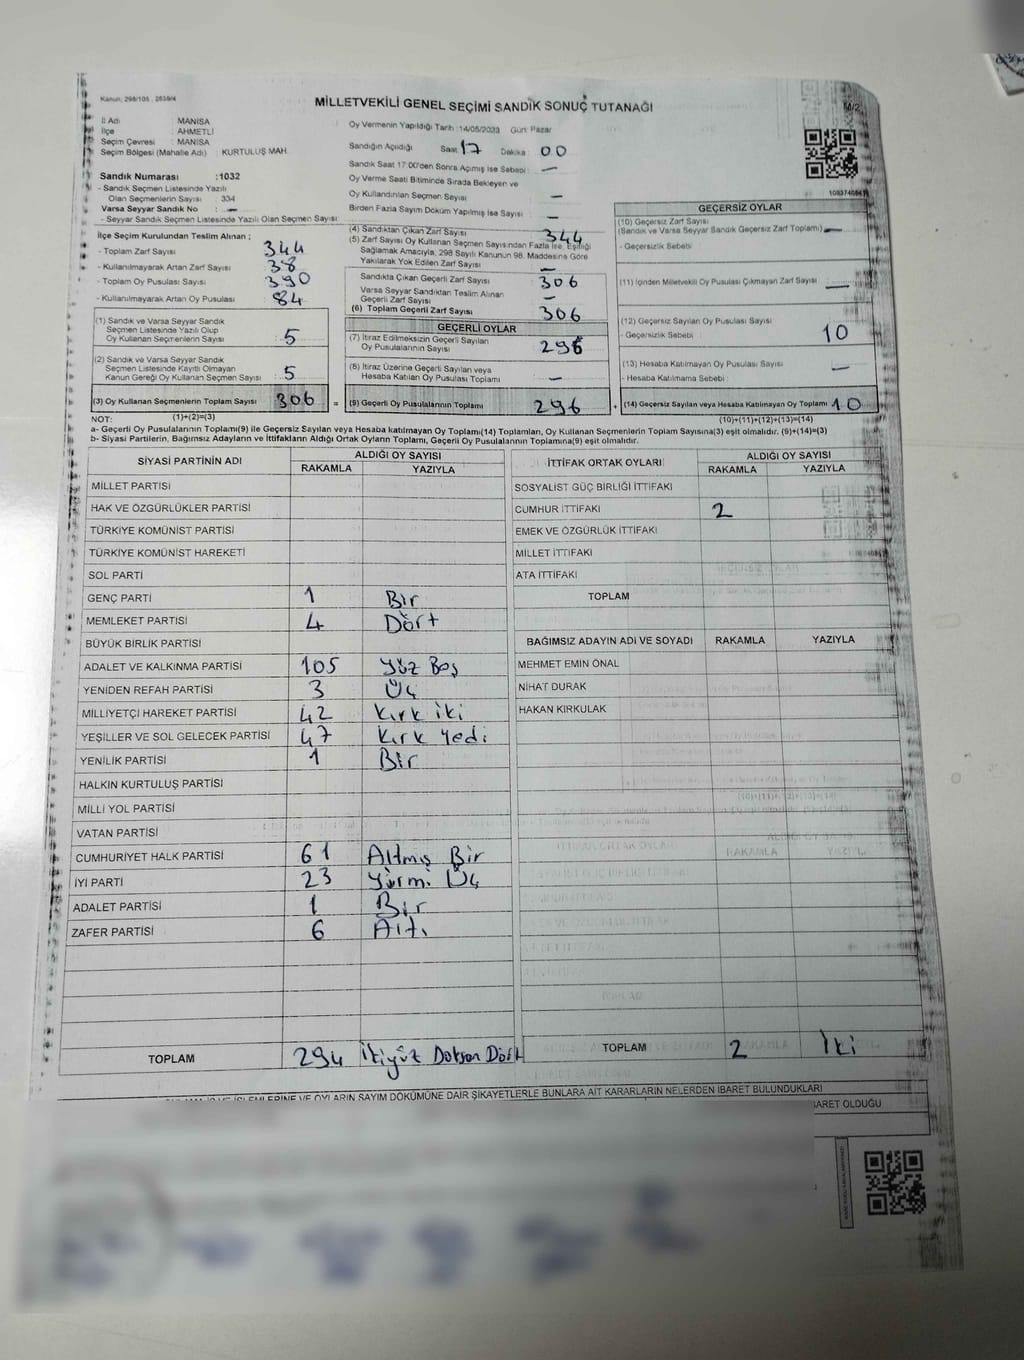 Kanun: 298/105, 2839/4
MİLLETVEKİLİ GENEL SEÇİMİ SANDIK SONUÇ TUTANAĞI
M/2
İl Adı : MANİSA
İlçe : AHMETLİ
Seçim Çevresi : MANİSA
Seçim Bölgesi (Mahalle Adı) : KURTULUŞ MAH.
Sandık Numarası : 1032
- Sandık Seçmen Listesinde Yazılı
Olan Seçmenlerin Sayısı : 334
Varsa Seyyar Sandık No : —
- Seyyar Sandık Seçmen Listesinde Yazılı Olan Seçmen Sayısı:
Oy Vermenin Yapıldığı Tarih :14/05/2023 Gün: Pazar
Sandığın Açıldığı Saat 17 Dakika 00
Sandık Saat 17:00'den Sonra Açılmış İse Sebebi : —
Oy Verme Saati Bitiminde Sırada Bekleyen ve
Oy Kullandırılan Seçmen Sayısı —
Birden Fazla Sayım Döküm Yapılmış İse Sayısı —
İlçe Seçim Kurulundan Teslim Alınan ;
- Toplam Zarf Sayısı 344
- Kullanılmayarak Artan Zarf Sayısı 38
- Toplam Oy Pusulası Sayısı 390
- Kullanılmayarak Artan Oy Pusulası 84
(1) Sandık ve Varsa Seyyar Sandık
Seçmen Listesinde Yazılı Olup
Oy Kullanan Seçmenlerin Sayısı : 5
(2) Sandık ve Varsa Seyyar Sandık
Seçmen Listesinde Kayıtlı Olmayan
Kanun Gereği Oy Kullanan Seçmen Sayısı : 5
(3) Oy Kullanan Seçmenlerin Toplam Sayısı 306 =
(4) Sandıktan Çıkan Zarf Sayısı 344
(5) Zarf Sayısı Oy Kullanan Seçmen Sayısından Fazla İse, Eşitliği
Sağlamak Amacıyla, 298 Sayılı Kanunun 98. Maddesine Göre
Yakılarak Yok Edilen Zarf Sayısı —
Sandıkta Çıkan Geçerli Zarf Sayısı 306
Varsa Seyyar Sandıktan Teslim Alınan
Geçerli Zarf Sayısı —
(6) Toplam Geçerli Zarf Sayısı 306
GEÇERLİ OYLAR
(7) İtiraz Edilmeksizin Geçerli Sayılan
Oy Pusulalarının Sayısı 296
(8) İtiraz Üzerine Geçerli Sayılan veya
Hesaba Katılan Oy Pusulası Toplamı —
(9) Geçerli Oy Pusulalarının Toplamı 296 +
GEÇERSİZ OYLAR
(10) Geçersiz Zarf Sayısı
(Sandık ve Varsa Seyyar Sandık Geçersiz Zarf Toplamı) —
- Geçersizlik Sebebi
(11) İçinden Milletvekili Oy Pusulası Çıkmayan Zarf Sayısı —
(12) Geçersiz Sayılan Oy Pusulası Sayısı
- Geçersizlik Sebebi : 10
(13) Hesaba Katılmayan Oy Pusulası Sayısı —
- Hesaba Katılmama Sebebi :
(14) Geçersiz Sayılan veya Hesaba Katılmayan Oy Toplamı 10
NOT: (1)+(2)=(3)
(10)+(11)+(12)+(13)=(14)
a- Geçerli Oy Pusulalarının Toplamı(9) ile Geçersiz Sayılan veya Hesaba katılmayan Oy Toplamı(14) Toplamları, Oy Kullanan Seçmenlerin Toplam Sayısına(3) eşit olmalıdır. (9)+(14)=(3)
b- Siyasi Partilerin, Bağımsız Adayların ve İttifakların Aldığı Ortak Oyların Toplamı, Geçerli Oy Pusulalarının Toplamına(9) eşit olmalıdır.
SİYASİ PARTİNİN ADI ALDIĞI OY SAYISI
RAKAMLA YAZIYLA
MİLLET PARTİSİ
HAK VE ÖZGÜRLÜKLER PARTİSİ
TÜRKİYE KOMÜNİST PARTİSİ
TÜRKİYE KOMÜNİST HAREKETİ
SOL PARTİ
GENÇ PARTİ 1 Bir
MEMLEKET PARTİSİ 4 Dört
BÜYÜK BİRLİK PARTİSİ
ADALET VE KALKINMA PARTİSİ 105 Yüz Beş
YENİDEN REFAH PARTİSİ 3 Üç
MİLLİYETÇİ HAREKET PARTİSİ 42 Kırk iki
YEŞİLLER VE SOL GELECEK PARTİSİ 47 Kırk Yedi
YENİLİK PARTİSİ 1 Bir
HALKIN KURTULUŞ PARTİSİ
MİLLİ YOL PARTİSİ
VATAN PARTİSİ
CUMHURİYET HALK PARTİSİ 61 Altmış Bir
İYİ PARTİ 23 Yirmi Üç
ADALET PARTİSİ 1 Bir
ZAFER PARTİSİ 6 Altı
TOPLAM 294 İkiyüz Doksan Dört
İTTİFAK ORTAK OYLARI ALDIĞI OY SAYISI
RAKAMLA YAZIYLA
SOSYALİST GÜÇ BİRLİĞİ İTTİFAKI
CUMHUR İTTİFAKI 2
EMEK VE ÖZGÜRLÜK İTTİFAKI
MİLLET İTTİFAKI
ATA İTTİFAKI
TOPLAM
BAĞIMSIZ ADAYIN ADI VE SOYADI RAKAMLA YAZIYLA
MEHMET EMİN ÖNAL
NİHAT DURAK
HAKAN KIRKULAK
TOPLAM 2 İki
İŞLEMLERİNE VE OYLARIN SAYIM DÖKÜMÜNE DAİR ŞİKAYETLERLE BUNLARA AİT KARARLARIN NELERDEN İBARET BULUNDUKLARI
İBARET OLDUĞU